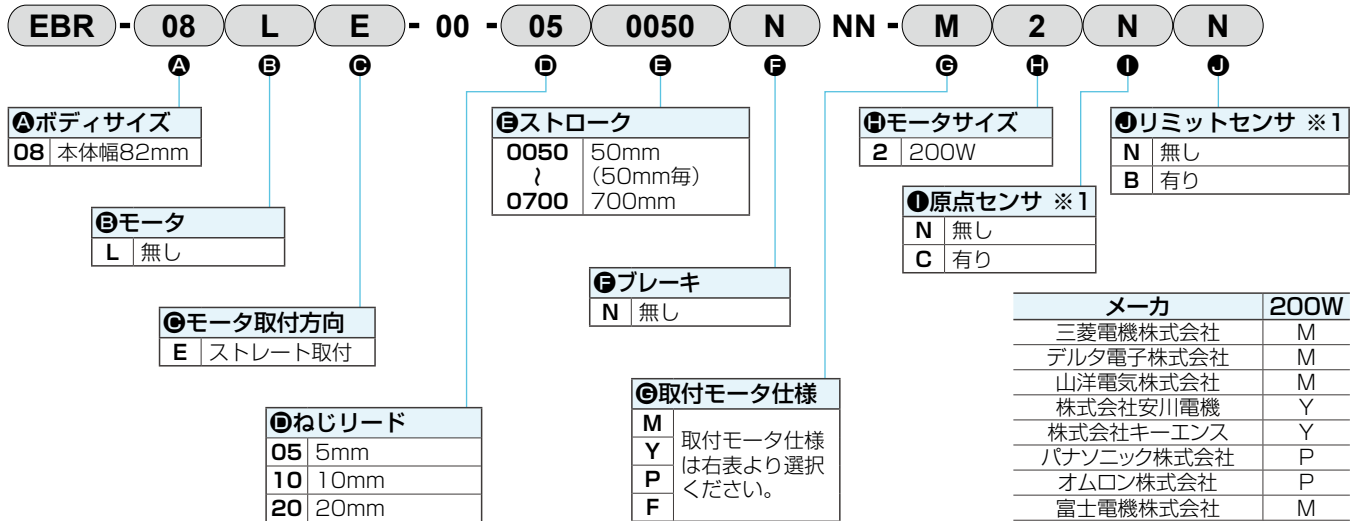 EBR - 08 L E - 00 - 05 0050 N NN - M 2 N N
A B C D E F G H I J
Aボディサイズ
08 本体幅82mm
Bモータ
L 無し
Cモータ取付方向
E ストレート取付
Dねじリード
05 5mm
10 10mm
20 20mm
Eストローク
0050 50mm
〜 (50mm毎)
0700 700mm
Fブレーキ
N 無し
G取付モータ仕様
M
Y
P
F
取付モータ仕様
は右表より選択
ください。
Hモータサイズ
2 200W
I原点センサ ※1
N 無し
C 有り
Jリミットセンサ ※1
N 無し
B 有り
メーカ 200W
三菱電機株式会社 M
デルタ電子株式会社 M
山洋電気株式会社 M
株式会社安川電機 Y
株式会社キーエンス Y
パナソニック株式会社 P
オムロン株式会社 P
富士電機株式会社 M